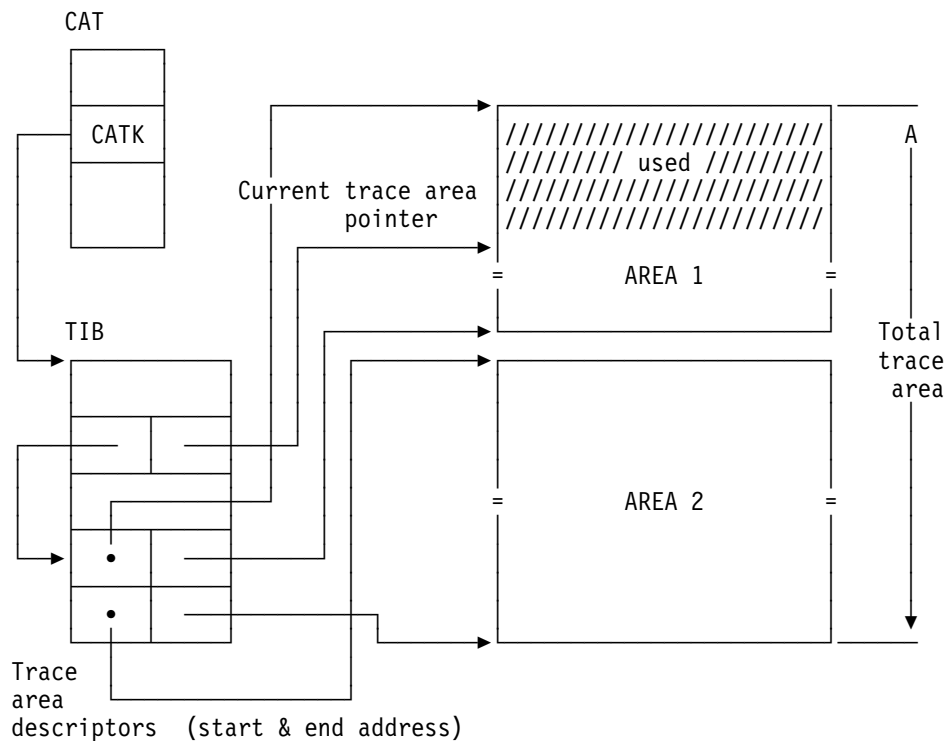 CAT
CATK
A
/////////////////////////
///////// used /////////
/////////////////////////
/////////////////////////
Current trace area
pointer
= AREA 1 =
TIB
Total
trace
area
= AREA 2 =
Trace
area
descriptors (start & end address)